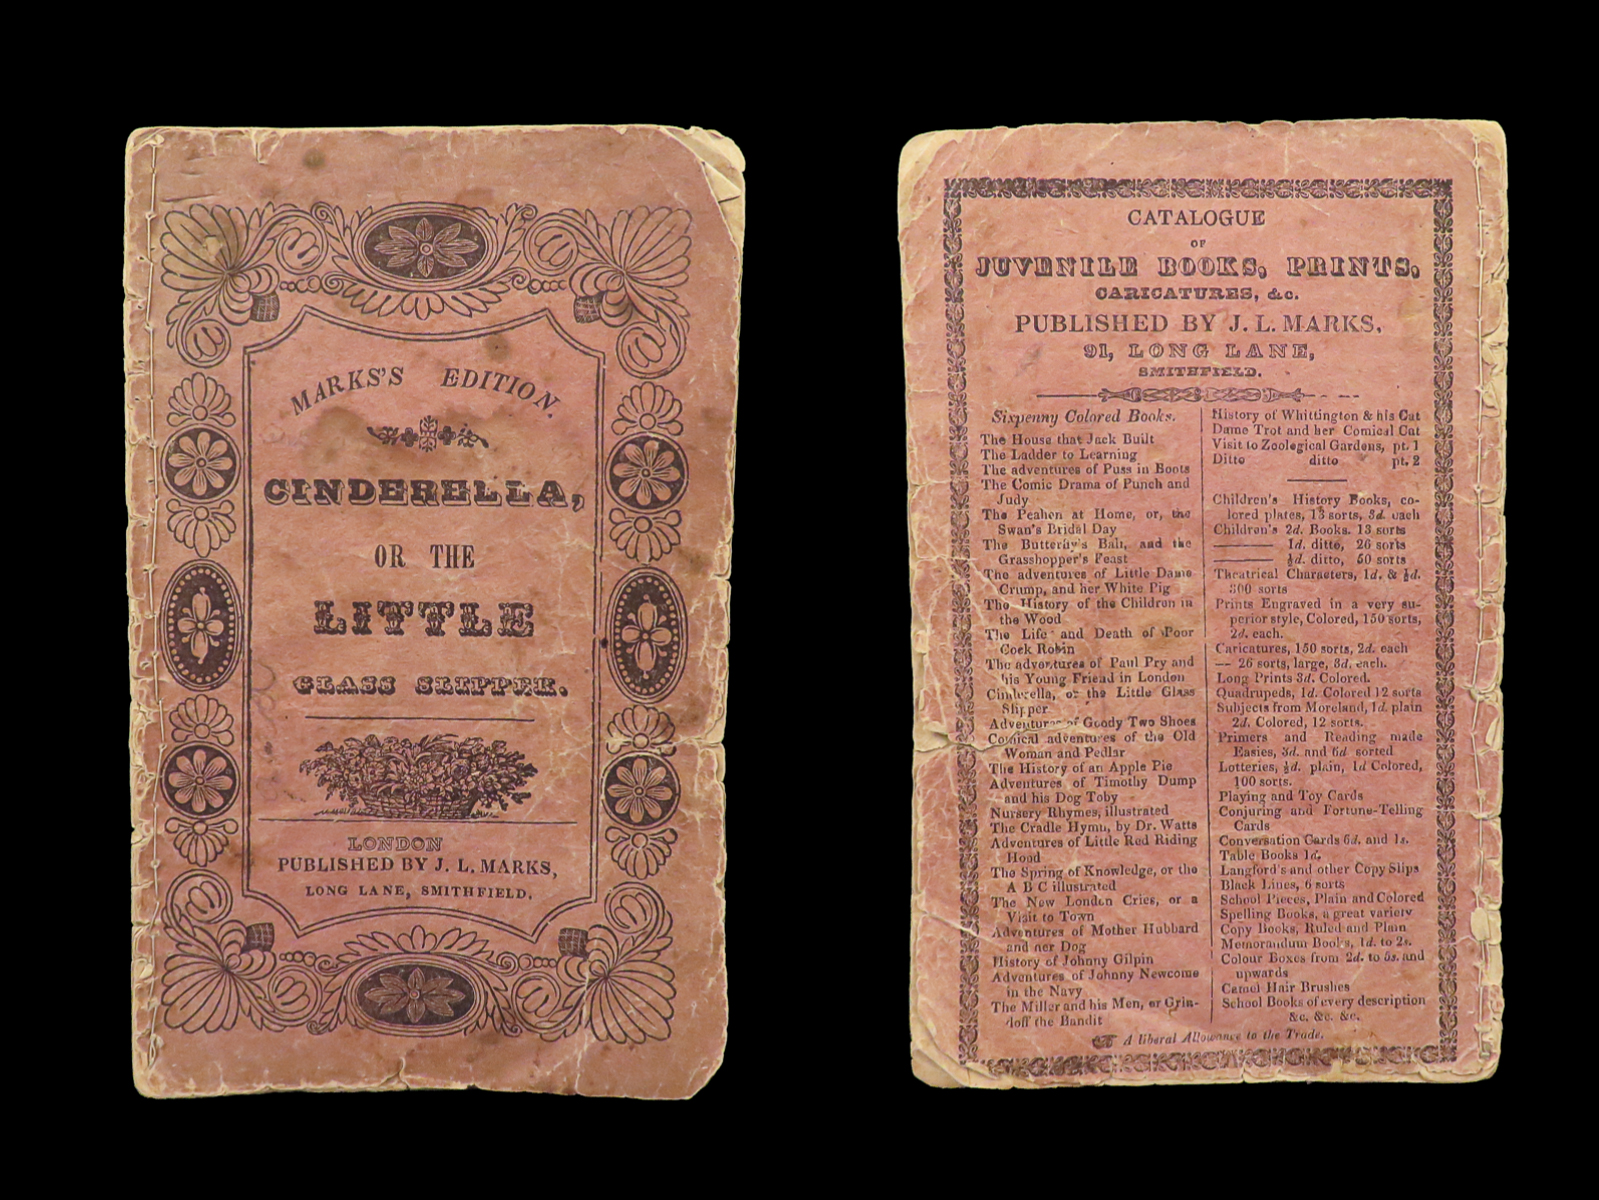 MARKS'S EDITION.
CINDERELLA,
OR THE
LITTLE
GLASS SLIPPER.
LONDON
PUBLISHED BY J. L. MARKS,
LONG LANE, SMITHFIELD.
CATALOGUE
OF
JUVENILE BOOKS, PRINTS,
CARICATURES, &c.
PUBLISHED BY J. L. MARKS,
91, LONG LANE,
SMITHFIELD.
Sixpenny Colored Books.
The House that Jack Built
The Ladder to Learning
The adventures of Puss in Boots
The Comic Drama of Punch and
Judy
The Peahen at Home, or, the
Swan's Bridal Day
The Butterfly's Ball, and the
Grasshopper's Feast
The adventures of Little Dame
Crump, and her White Pig
The History of the Children in
the Wood
The Life and Death of Poor
Cock Robin
The adventures of Paul Pry and
his Young Friend in London
Cinderella, or the Little Glass
Slipper
Adventures of Goody Two Shoes
Comical adventures of the Old
Woman and Pedlar
The History of an Apple Pie
Adventures of Timothy Dump
and his Dog Toby
Nursery Rhymes, illustrated
The Cradle Hymn, by Dr. Watts
Adventures of Little Red Riding
Hood
The Spring of Knowledge, or the
A B C illustrated
The New London Cries, or a
Visit to Town
Adventures of Mother Hubbard
and her Dog
History of Johnny Gilpin
Adventures of Johnny Newcome
in the Navy
The Miller and his Men, or Grin-
doff the Bandit
History of Whittington & his Cat
Dame Trot and her Comical Cat
Visit to Zoological Gardens, pt. 1
Ditto ditto pt. 2
Children's History Books, co-
lored plates, 13 sorts, 3d. each
Children's 2d. Books. 13 sorts
1d. ditto, 26 sorts
½d. ditto, 50 sorts
Theatrical Characters, 1d. & ½d.
300 sorts
Prints Engraved in a very su-
perior style, Colored, 150 sorts,
2d. each.
Caricatures, 150 sorts, 2d. each
— 26 sorts, large, 3d. each.
Long Prints 3d. Colored.
Quadrupeds, 1d. Colored 12 sorts
Subjects from Moreland, 1d. plain
2d. Colored, 12 sorts.
Primers and Reading made
Easies, 3d. and 6d. sorted
Lotteries, ½d. plain, 1d Colored,
100 sorts.
Playing and Toy Cards
Conjuring and Fortune-Telling
Cards
Conversation Cards 6d. and 1s.
Table Books 1d.
Langford's and other Copy Slips
Black Lines, 6 sorts
School Pieces, Plain and Colored
Spelling Books, a great variety
Copy Books, Ruled and Plain
Memorandum Books, 1d. to 2s.
Colour Boxes from 2d. to 5s. and
upwards
Camel Hair Brushes
School Books of every description
&c. &c. &c.
☞ A liberal Allowance to the Trade.